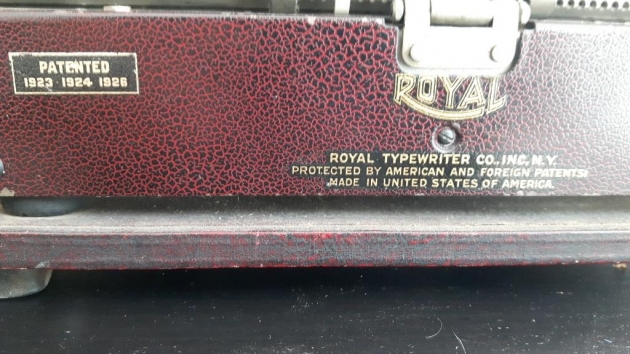 PATENTED
1923 1924 1926
ROYAL
ROYAL TYPEWRITER CO., INC, N.Y.
PROTECTED BY AMERICAN AND FOREIGN PATENTS
MADE IN UNITED STATES OF AMERICA.